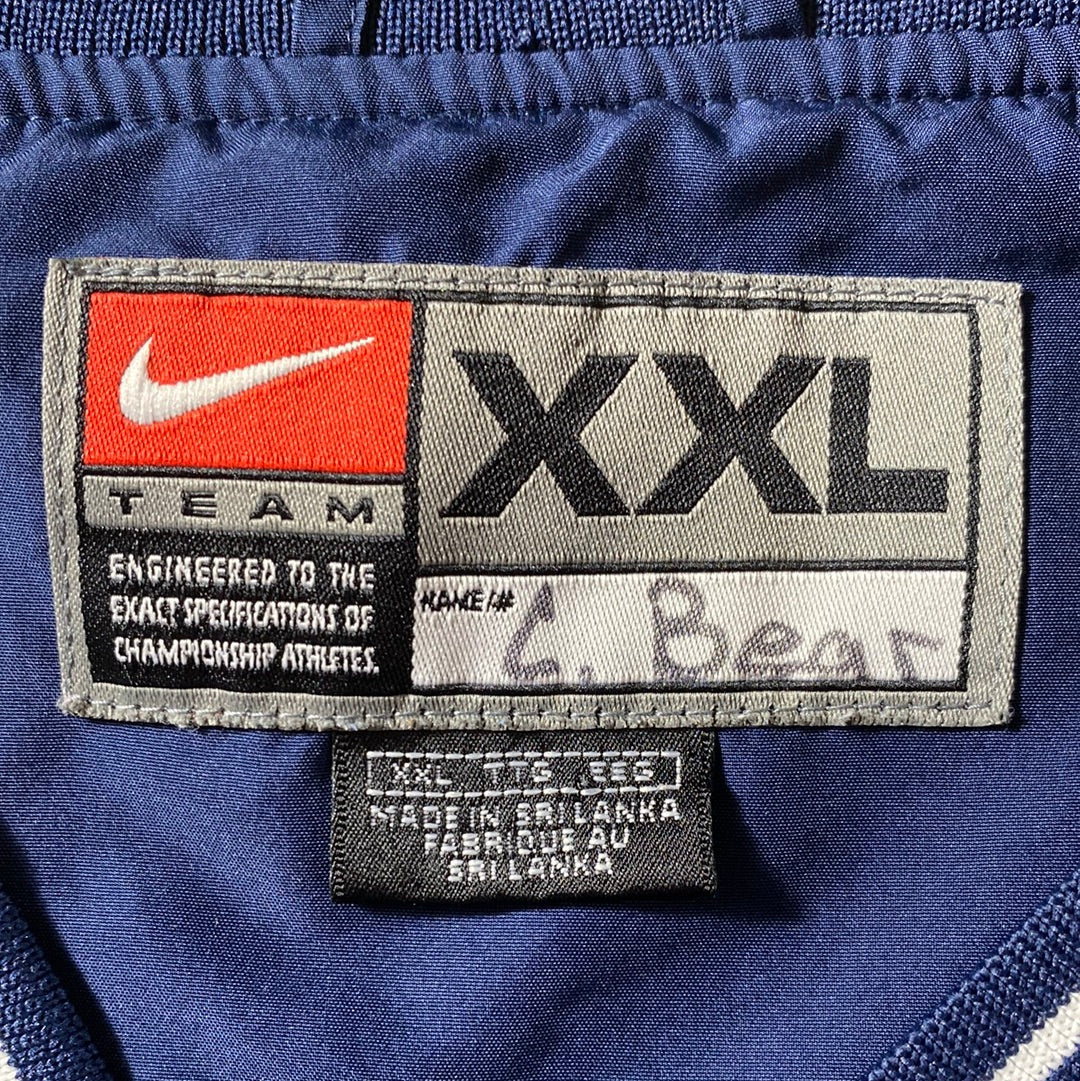 XXL
TEAM
ENGINEERED TO THE
EXACT SPECIFICATIONS OF
CHAMPIONSHIP ATHLETES.
NAME/#
C. Bear
XXL TTG EEG
MADE IN SRI LANKA
FABRIQUE AU
SRI LANKA